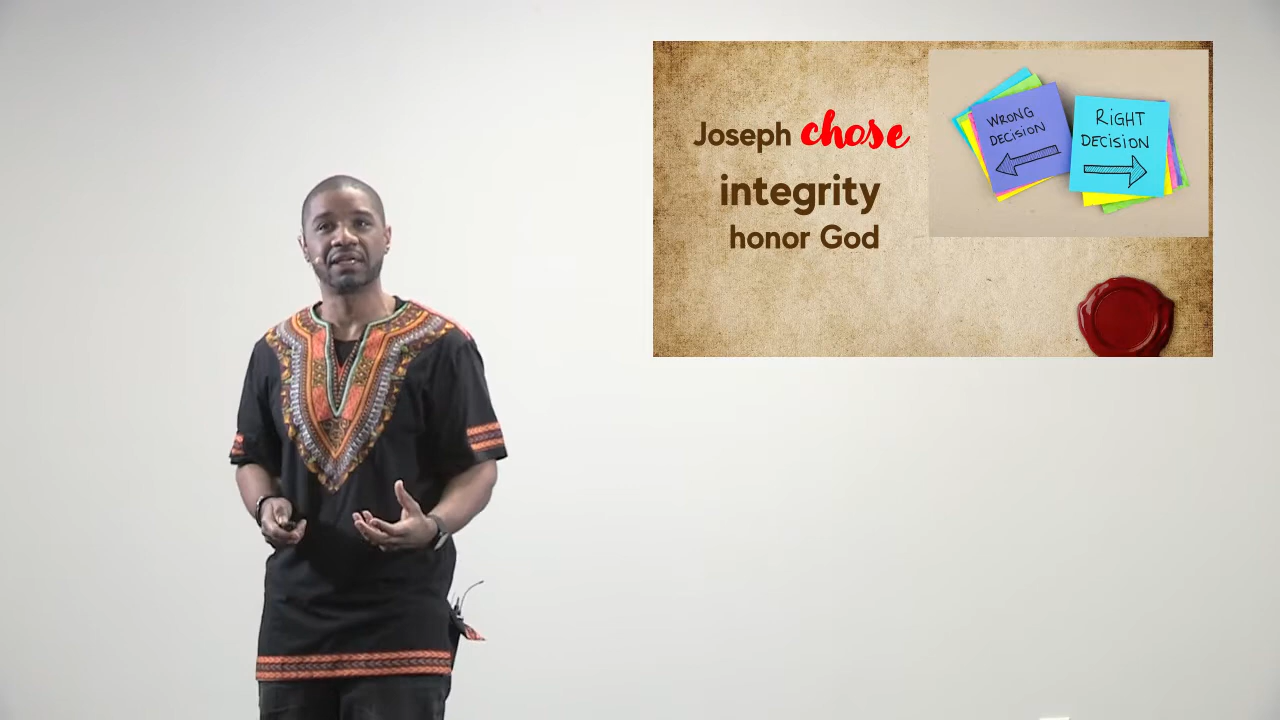 Joseph chose
integrity
honor God
WRONG
DECISION
RiGHT
DECISION